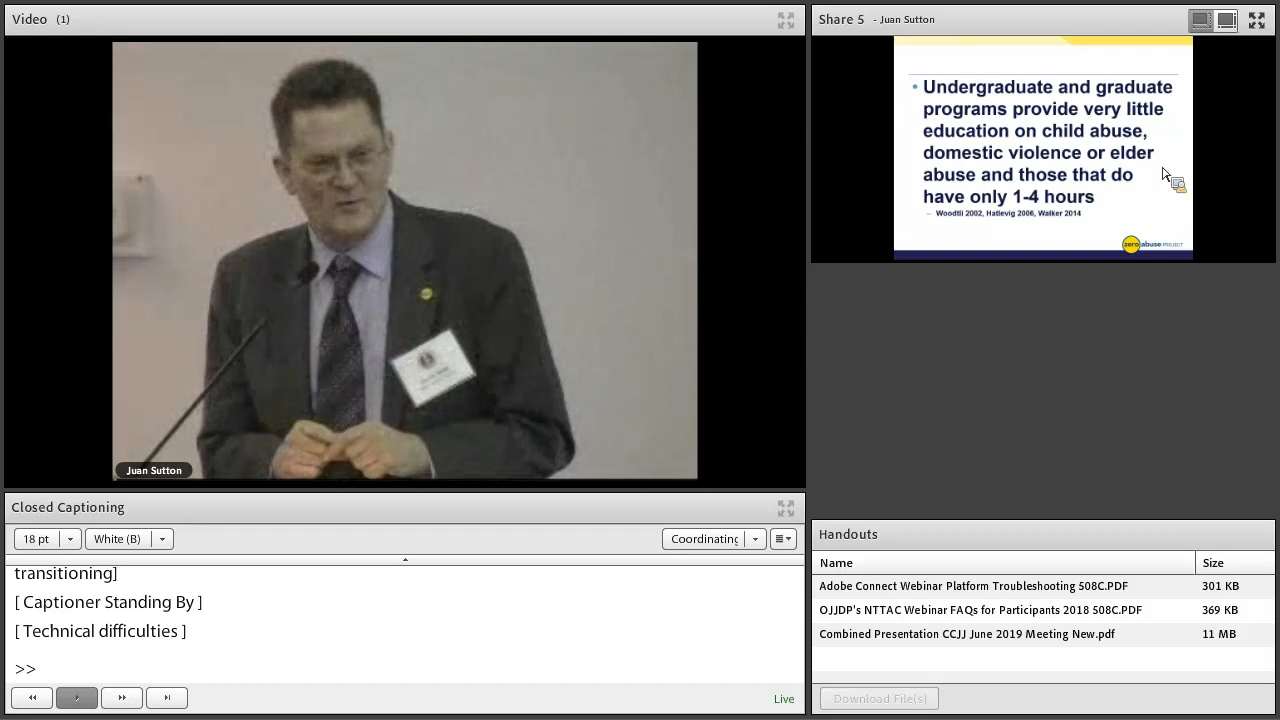 Video (1)
Juan Sutton
Share 5 - Juan Sutton
• Undergraduate and graduate
programs provide very little
education on child abuse,
domestic violence or elder
abuse and those that do
have only 1-4 hours
– Woodtli 2002, Hatlevig 2006, Walker 2014
zeroabuse PROJECT
Closed Captioning
18 pt White (B) Coordinating
transitioning]
[ Captioner Standing By ]
[ Technical difficulties ]
>>
Live
Handouts
Name Size
Adobe Connect Webinar Platform Troubleshooting 508C.PDF 301 KB
OJJDP's NTTAC Webinar FAQs for Participants 2018 508C.PDF 369 KB
Combined Presentation CCJJ June 2019 Meeting New.pdf 11 MB
Download File(s)